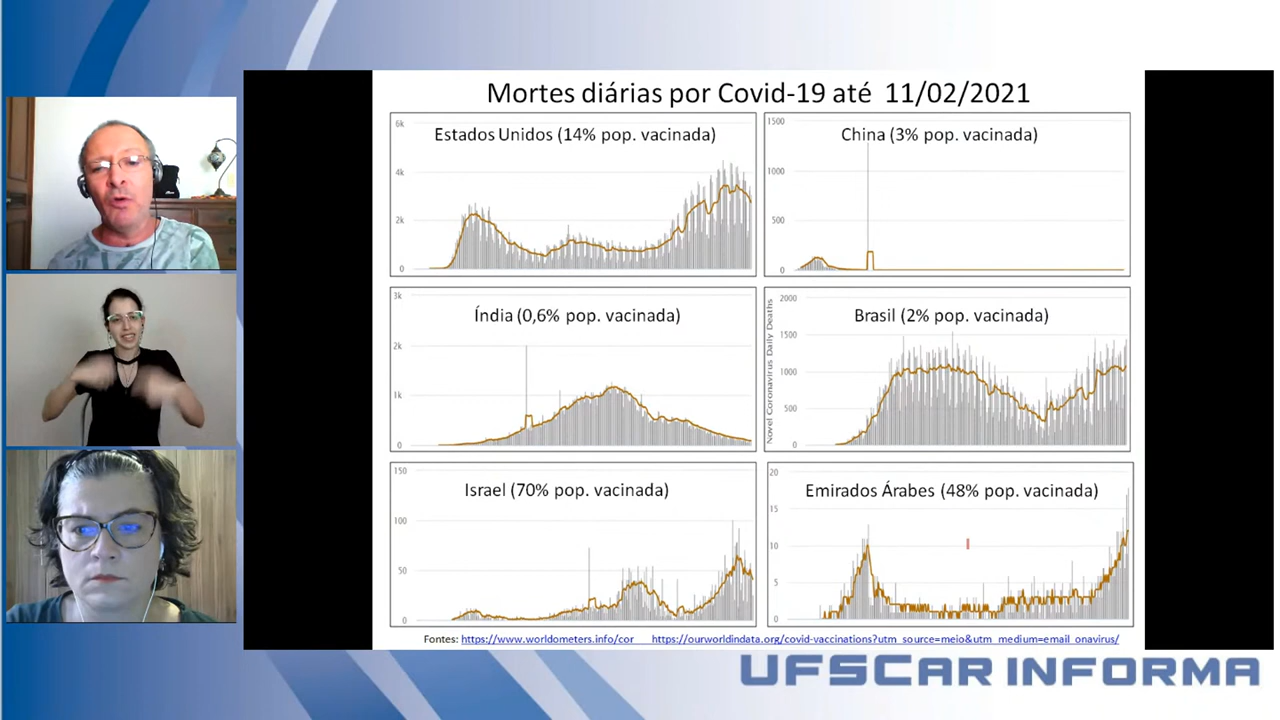 Mortes diárias por Covid-19 até 11/02/2021
Estados Unidos (14% pop. vacinada)
6k
4k
2k
0
China (3% pop. vacinada)
1500
1000
500
0
Índia (0,6% pop. vacinada)
3k
2k
1k
0
Brasil (2% pop. vacinada)
Novel Coronavirus Daily Deaths
2000
1500
1000
500
0
Israel (70% pop. vacinada)
150
100
50
0
Emirados Árabes (48% pop. vacinada)
20
15
10
5
0
Fontes: https://www.worldometers.info/cor https://ourworldindata.org/covid-vaccinations?utm_source=meio&utm_medium=email_onavirus/
UFSCAR INFORMA